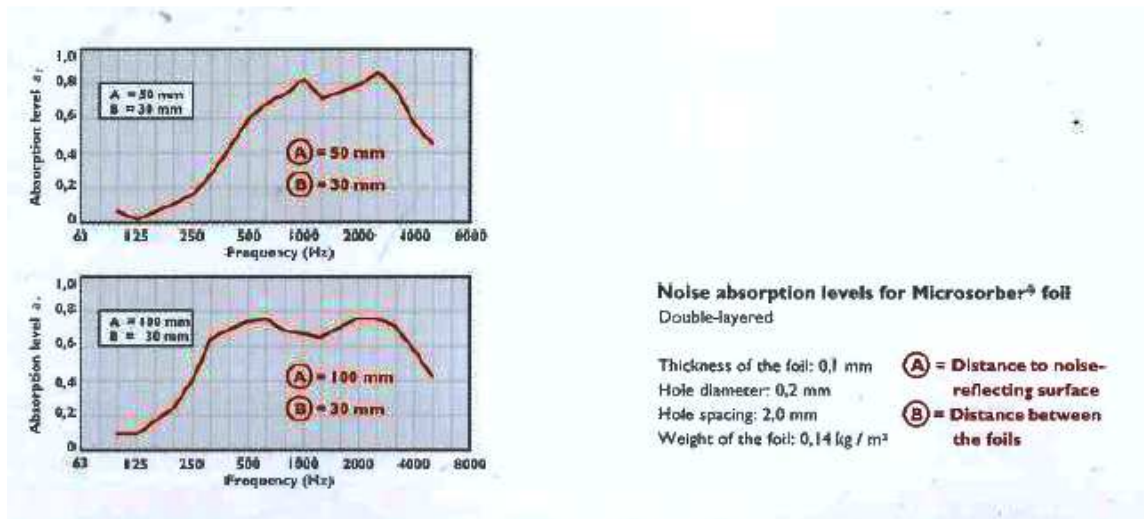 Absorption level a
1,0
0,8
0,6
0,4
0,2
0
A = 50 mm
B = 30 mm
A = 50 mm
B = 30 mm
63 125 250 500 1000 2000 4000 8000
Frequency (Hz)
Absorption level a
1,0
0,8
0,6
0,4
0,2
0
A = 100 mm
B = 30 mm
A = 100 mm
B = 30 mm
63 125 250 500 1000 2000 4000 8000
Frequency (Hz)
Noise absorption levels for Microsorber® foil
Double-layered
Thickness of the foil: 0,1 mm
Hole diameter: 0,2 mm
Hole spacing: 2,0 mm
Weight of the foil: 0,14 kg / m²
A = Distance to noise-
reflecting surface
B = Distance between
the foils